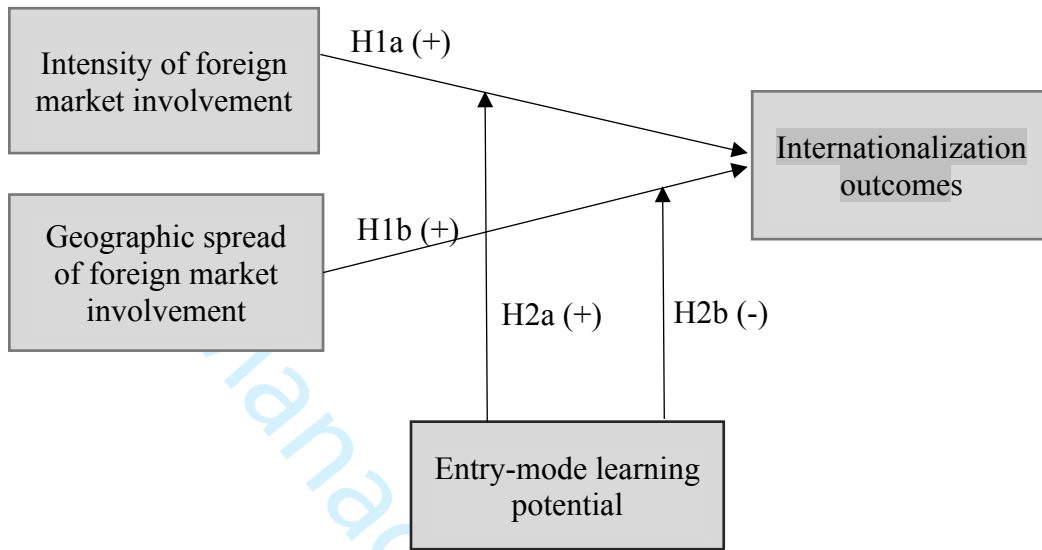 H1a (+)
Intensity of foreign
market involvement
Internationalization
outcomes
Geographic spread
of foreign market
involvement
H1b (+)
H2a (+)
H2b (-)
Entry-mode learning
potential